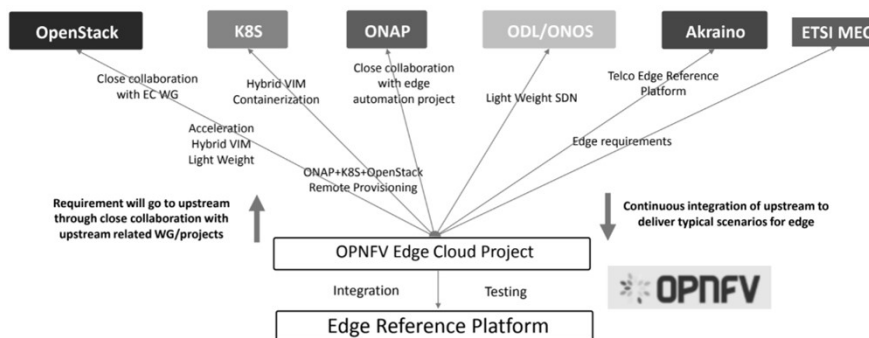 OpenStack
K8S
ONAP
ODL/ONOS
Akraino
ETSI MEC
Close collaboration
with EC WG
Hybrid VIM
Containerization
Close collaboration
with edge
automation project
Light Weight SDN
Telco Edge Reference
Platform
Acceleration
Hybrid VIM
Light Weight
Edge requirements
ONAP+K8S+OpenStack
Remote Provisioning
Requirement will go to upstream
through close collaboration with
upstream related WG/projects
Continuous integration of upstream to
deliver typical scenarios for edge
OPNFV Edge Cloud Project
Integration
Testing
OPNFV
Edge Reference Platform